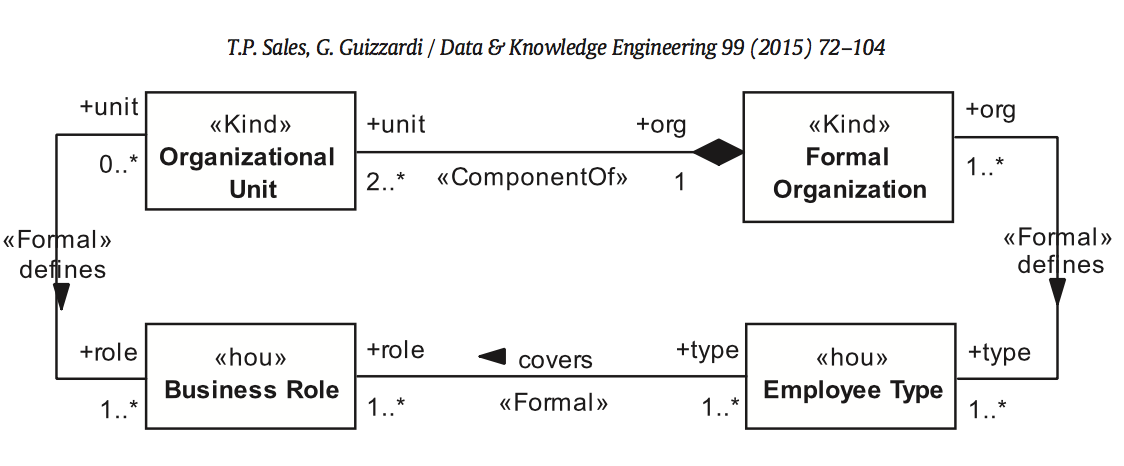 T.P. Sales, G. Guizzardi / Data & Knowledge Engineering 99 (2015) 72–104
+unit
«Kind»
Organizational
Unit
0..*
+unit
2..*
«ComponentOf»
+org
1
«Kind»
Formal
Organization
+org
1..*
«Formal»
defines
«Formal»
defines
+role
1..*
«hou»
Business Role
+role
1..*
covers
«Formal»
+type
1..*
«hou»
Employee Type
+type
1..*